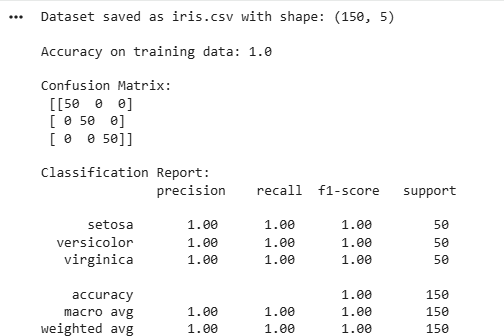 ••• Dataset saved as iris.csv with shape: (150, 5)
Accuracy on training data: 1.0
Confusion Matrix:
[[50  0  0]
[ 0 50  0]
[ 0  0 50]]
Classification Report:
precision    recall  f1-score   support
setosa       1.00      1.00      1.00        50
versicolor       1.00      1.00      1.00        50
virginica       1.00      1.00      1.00        50
accuracy                           1.00       150
macro avg       1.00      1.00      1.00       150
weighted avg       1.00      1.00      1.00       150